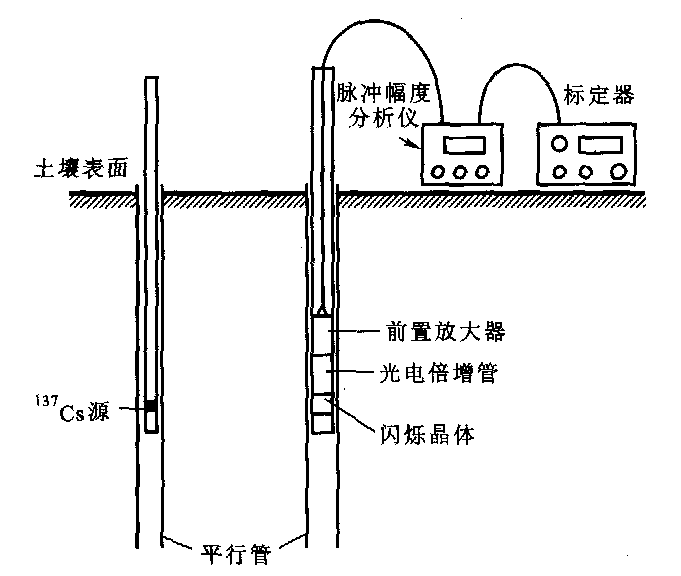 脉冲幅度
分析仪
标定器
土壤表面
前置放大器
光电倍增管
¹³⁷Cs源
闪烁晶体
平行管